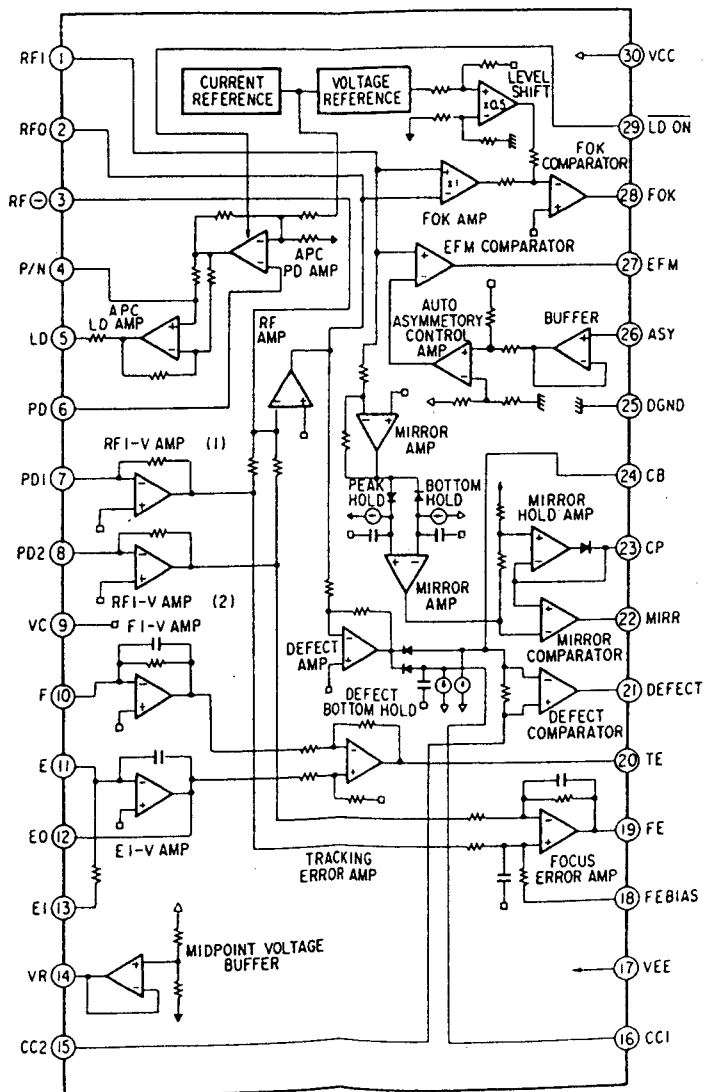 RFI 1
RFO 2
RF⊖ 3
P/N 4
LD 5
PD 6
PD1 7
PD2 8
VC 9
F 10
E 11
EO 12
EI 13
VR 14
CC2 15
CURRENT
REFERENCE
VOLTAGE
REFERENCE
+
-
×0.5
LEVEL
SHIFT
+
-
×1
FOK AMP
FOK
COMPARATOR
-
+
EFM COMPARATOR
+
-
APC
PD AMP
-
-
+
APC
LD AMP
+
-
RF
AMP
-
+
AUTO
ASYMMETORY
CONTROL
AMP
+
-
BUFFER
+
-
MIRROR
AMP
-
+
PEAK
HOLD
BOTTOM
HOLD
MIRROR
AMP
+
-
MIRROR
HOLD AMP
+
-
MIRROR
COMPARATOR
+
-
RFI-V AMP (1)
-
+
RFI-V AMP (2)
-
+
FI-V AMP
-
+
EI-V AMP
-
+
DEFECT
AMP
-
+
DEFECT
BOTTOM HOLD
DEFECT
COMPARATOR
-
+
TRACKING
ERROR AMP
-
+
FOCUS
ERROR AMP
-
+
MIDPOINT VOLTAGE
BUFFER
+
-
30 VCC
29 LD ON
28 FOK
27 EFM
26 ASY
25 DGND
24 CB
23 CP
22 MIRR
21 DEFECT
20 TE
19 FE
18 FEBIAS
17 VEE
16 CC1